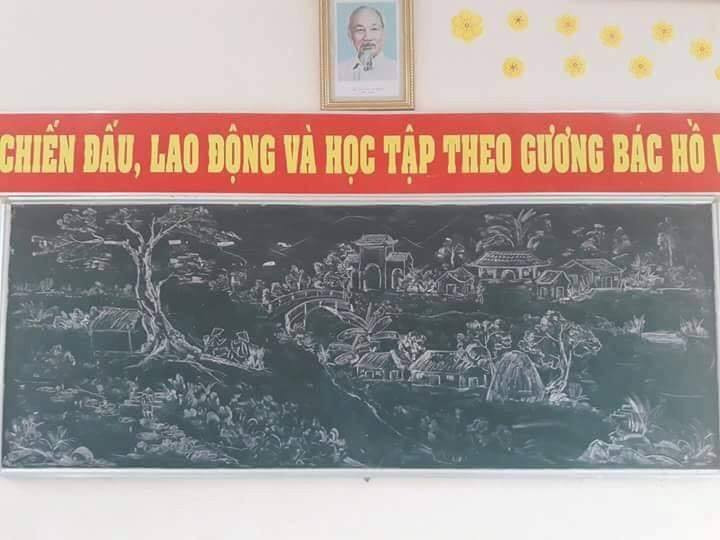 CHIẾN ĐẤU, LAO ĐỘNG VÀ HỌC TẬP THEO GƯƠNG BÁC HỒ V